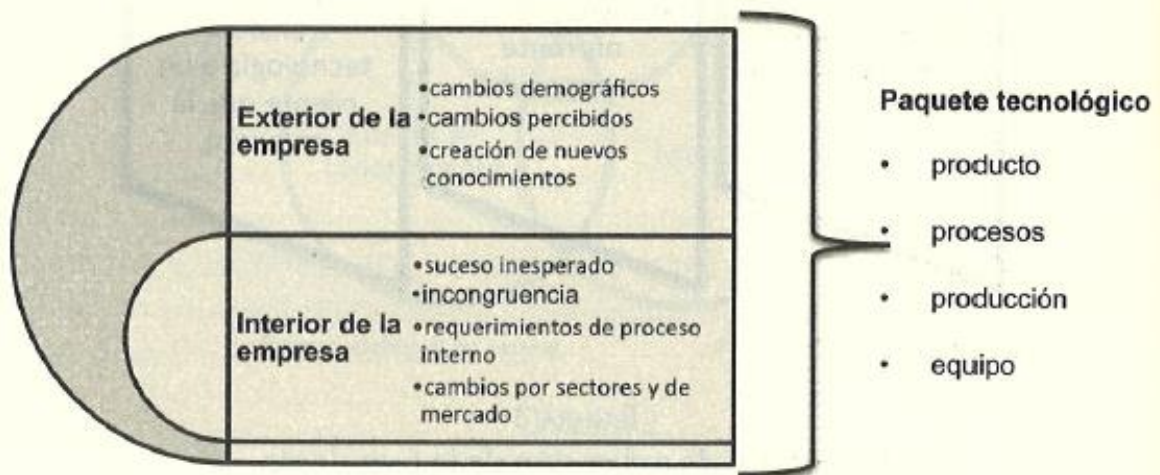 Exterior de la
empresa
•cambios demográficos
•cambios percibidos
•creación de nuevos
conocimientos
Interior de la
empresa
•suceso inesperado
•incongruencia
•requerimientos de proceso
interno
•cambios por sectores y de
mercado
Paquete tecnológico
• producto
• procesos
• producción
• equipo